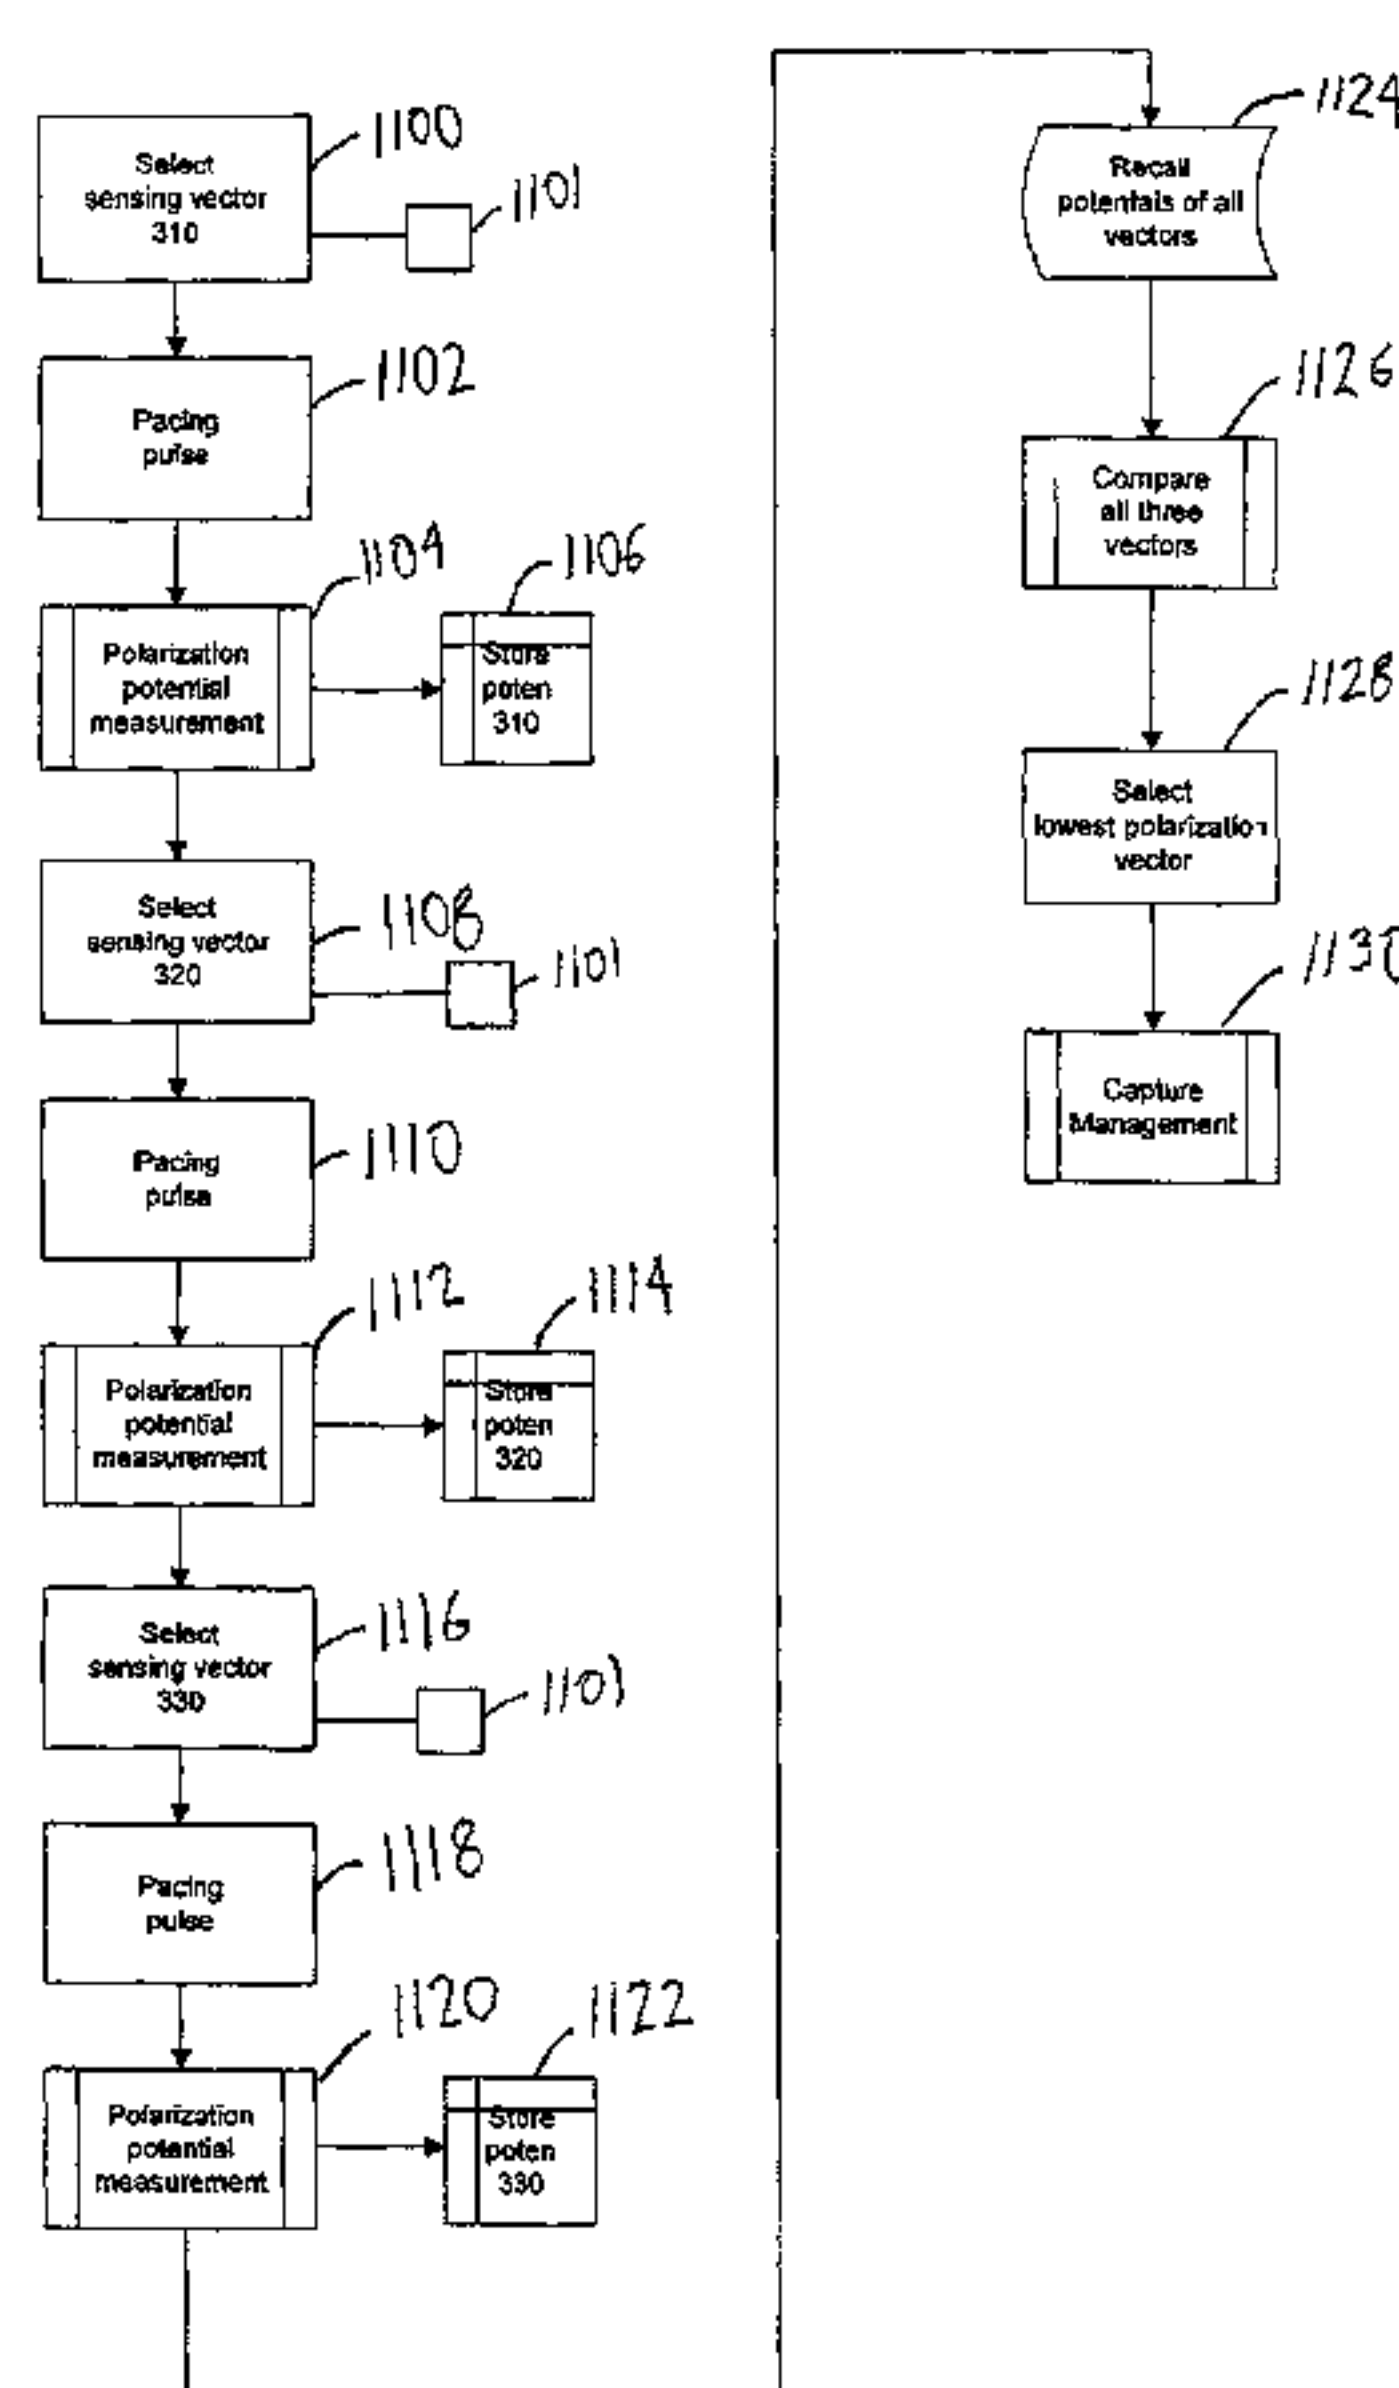 1100
Select
sensing vector
310
1101
1102
Pacing
pulse
1104
Polarization
potential
measurement
1106
Store
poten
310
1108
Select
sensing vector
320
1101
1110
Pacing
pulse
1112
Polarization
potential
measurement
1114
Store
poten
320
1116
Select
sensing vector
330
1101
1118
Pacing
pulse
1120
Polarization
potential
measurement
1122
Store
poten
330
1124
Recall
potentais of all
vectors
1126
Compare
all three
vectors
1128
Select
lowest polarization
vector
1130
Capture
Management